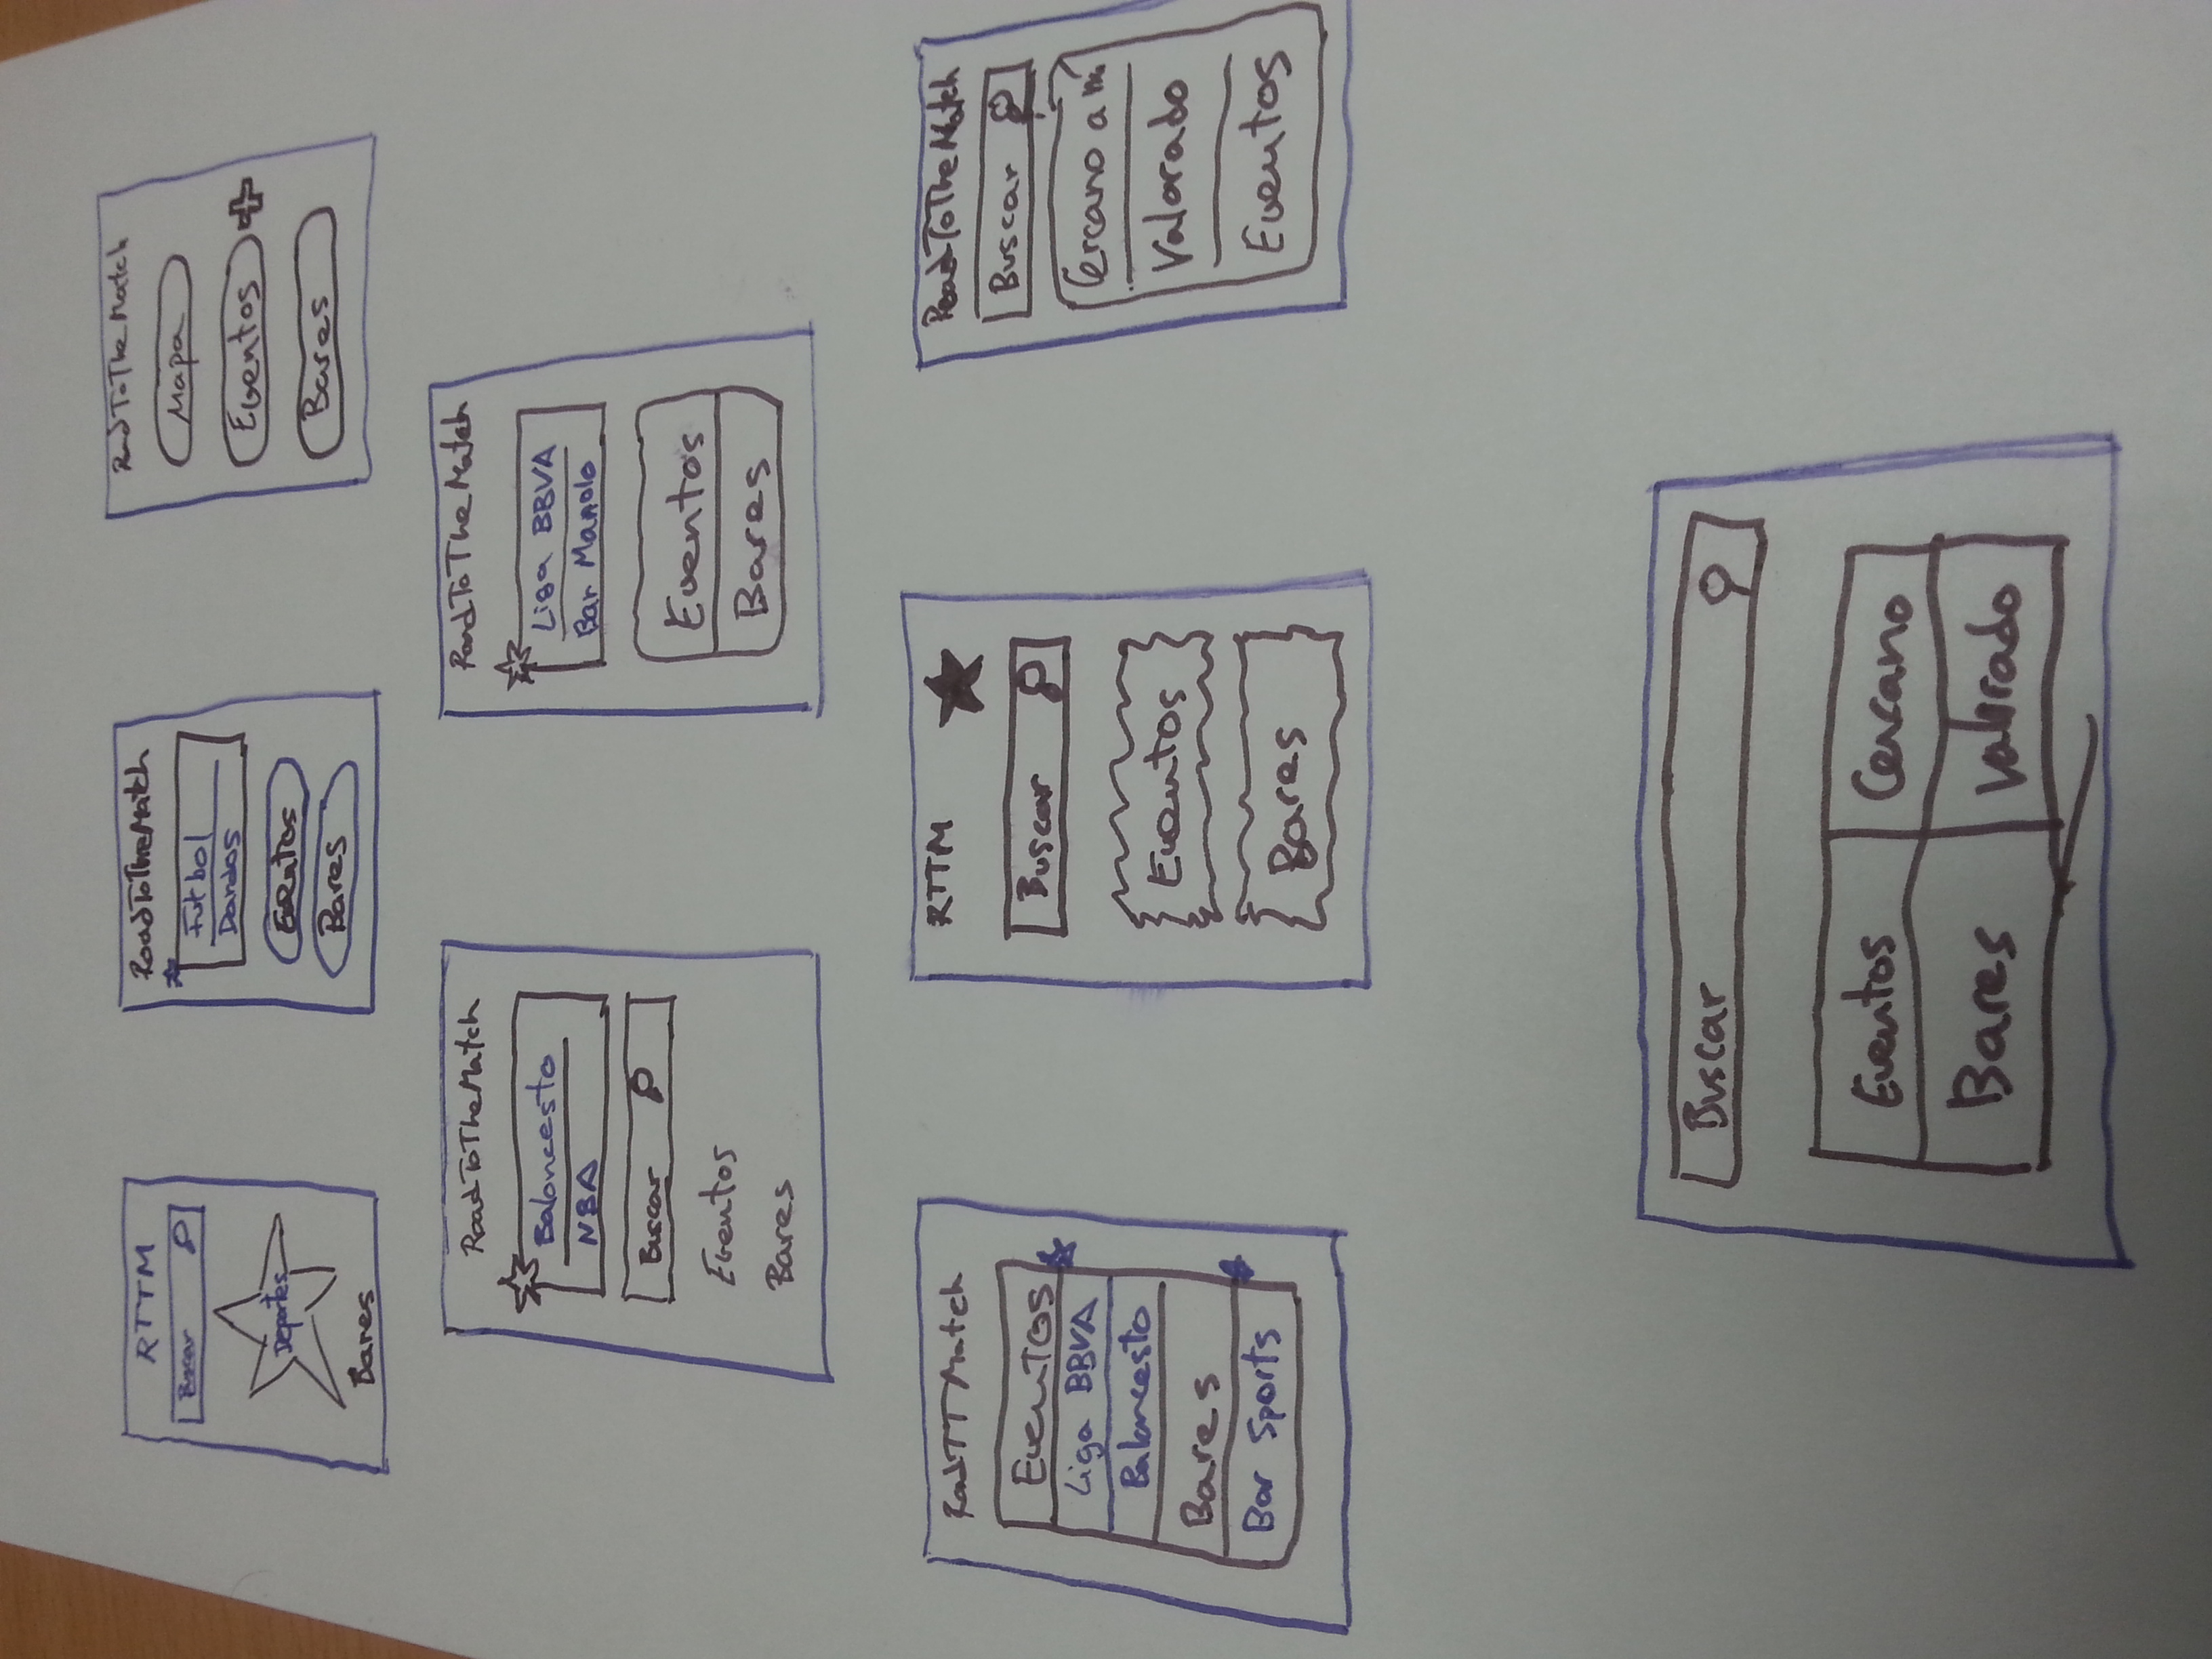 RTTM
Buscar
Deportes
Bares
RoadToTheMatch
Futbol
Dardos
Eventos
Bares
RoadToTheMatch
Mapa
Eventos
Bares
RoadToTheMatch
Baloncesto
NBA
Buscar
Eventos
Bares
RoadToTheMatch
Liga BBVA
Bar Manolo
Eventos
Bares
RoadTTMatch
Eventos
Liga BBVA
Baloncesto
Bares
Bar Sports
RTTM
Buscar
Eventos
Bares
RoadToTheMatch
Buscar
Cercano a mi
Valorado
Eventos
Buscar
Eventos Cercano
Bares Valorado